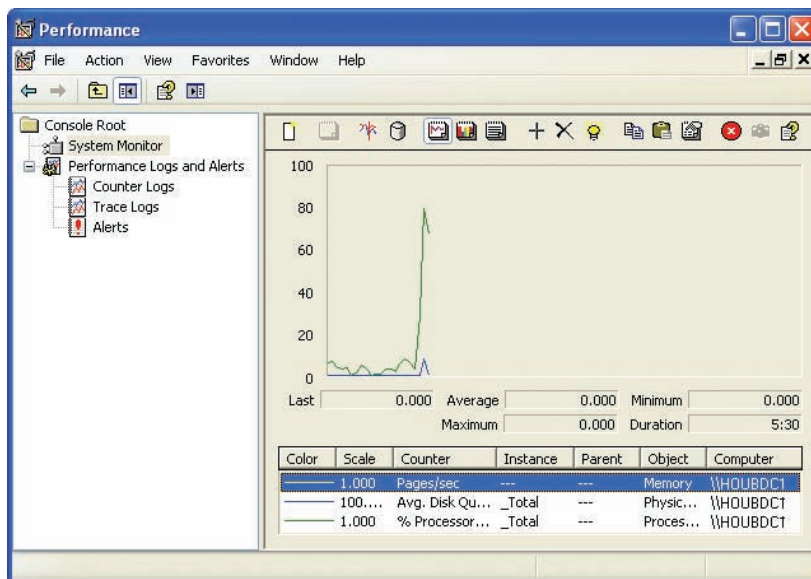 Performance
File Action View Favorites Window Help
Console Root
System Monitor
Performance Logs and Alerts
Counter Logs
Trace Logs
Alerts
100
80
60
40
20
0
Last 0.000 Average 0.000 Minimum 0.000
Maximum 0.000 Duration 5:30
Color Scale Counter Instance Parent Object Computer
1.000 Pages/sec --- --- Memory \\HOUBDC1
100.... Avg. Disk Qu... _Total --- Physic... \\HOUBDC1
1.000 % Processor... _Total --- Proces... \\HOUBDC1